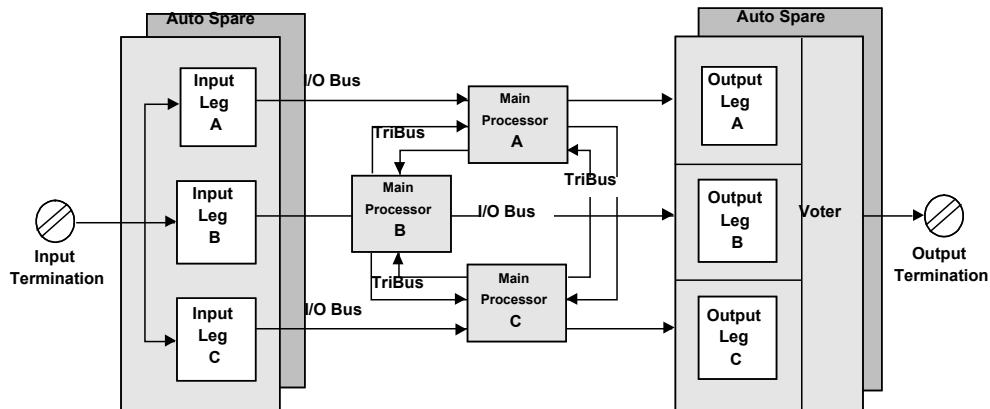 Auto Spare
Auto Spare
Input
Leg
A
I/O Bus
Main
Processor
A
Output
Leg
A
TriBus
TriBus
Input
Leg
B
Main
Processor
B
I/O Bus
Output
Leg
B
Voter
Input
Termination
Output
Termination
TriBus
Main
Processor
C
I/O Bus
Input
Leg
C
Output
Leg
C